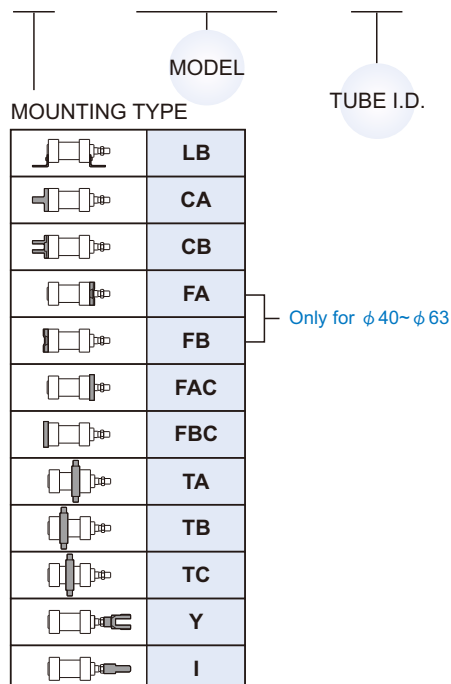 MODEL
TUBE I.D.
MOUNTING TYPE
LB
CA
CB
FA
FB
Only for φ40~φ63
FAC
FBC
TA
TB
TC
Y
I